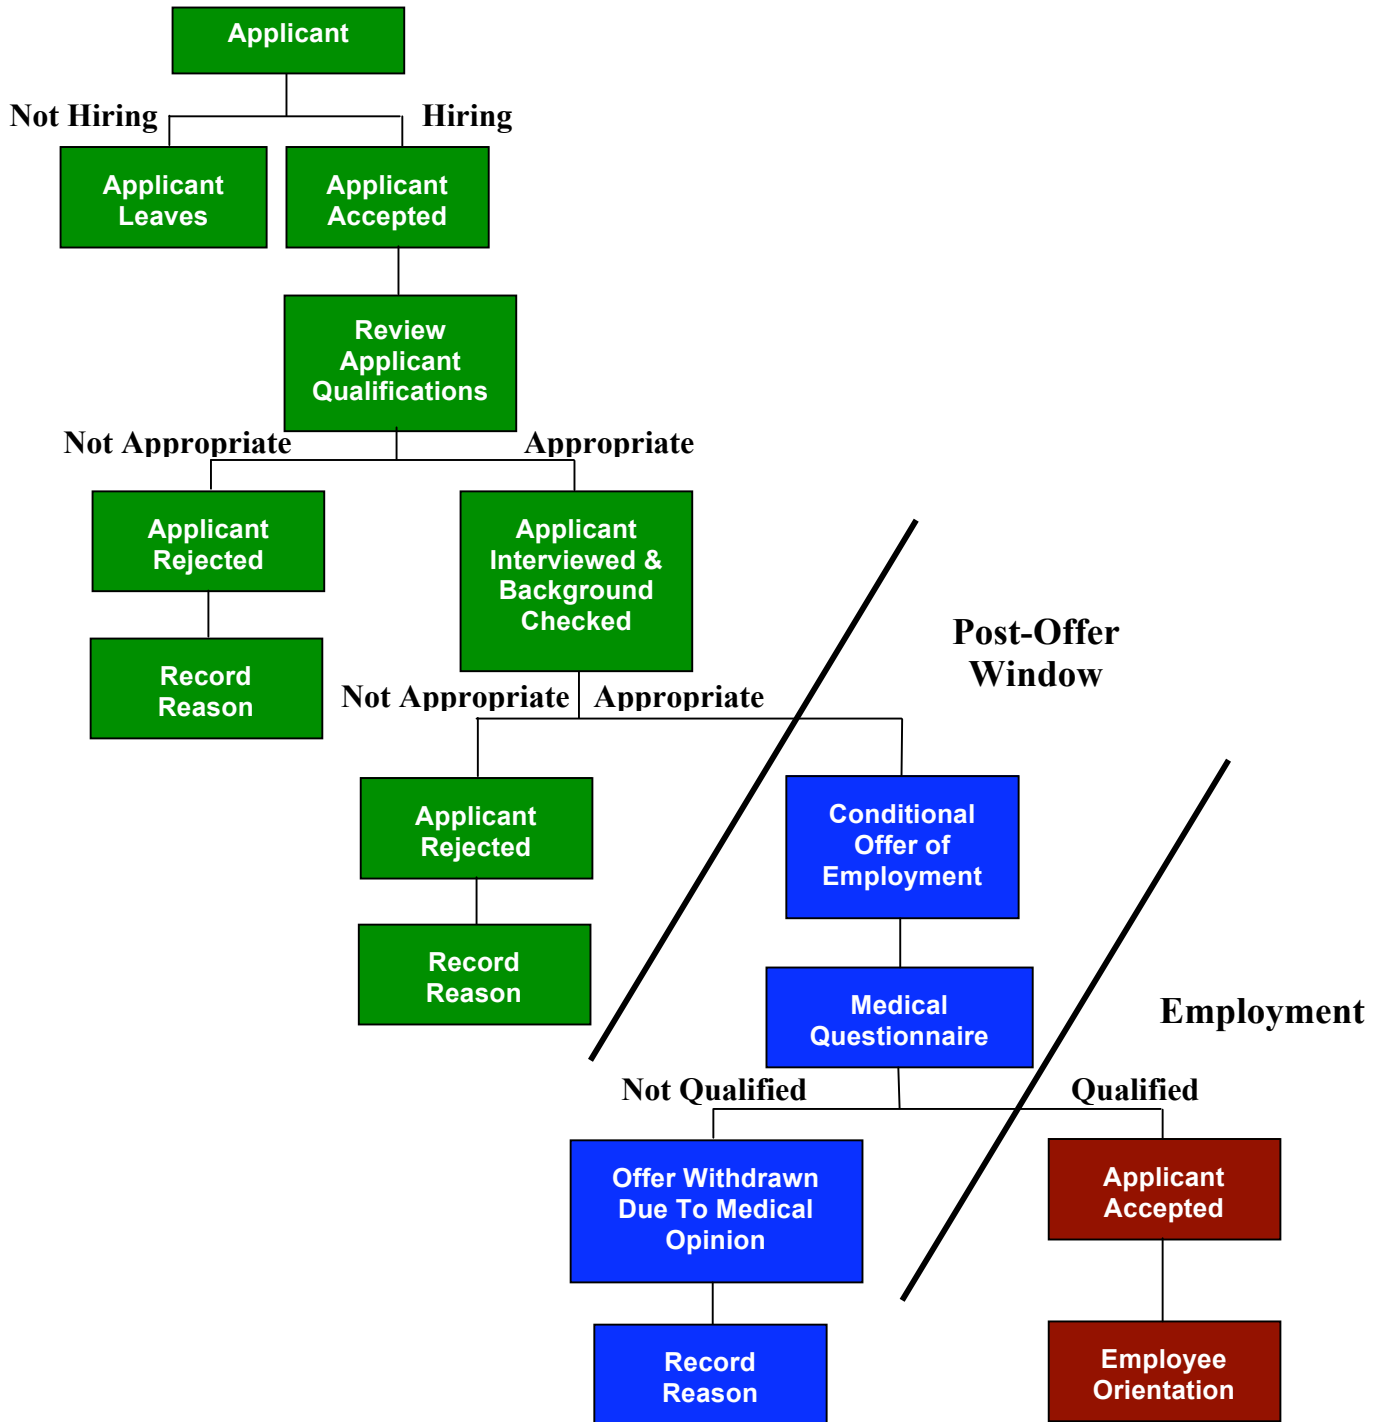 Applicant
Not Hiring
Hiring
Applicant
Leaves
Applicant
Accepted
Review
Applicant
Qualifications
Not Appropriate
Appropriate
Applicant
Rejected
Applicant
Interviewed &
Background
Checked
Record
Reason
Post-Offer
Window
Not Appropriate
Appropriate
Applicant
Rejected
Conditional
Offer of
Employment
Record
Reason
Medical
Questionnaire
Employment
Not Qualified
Qualified
Offer Withdrawn
Due To Medical
Opinion
Applicant
Accepted
Record
Reason
Employee
Orientation